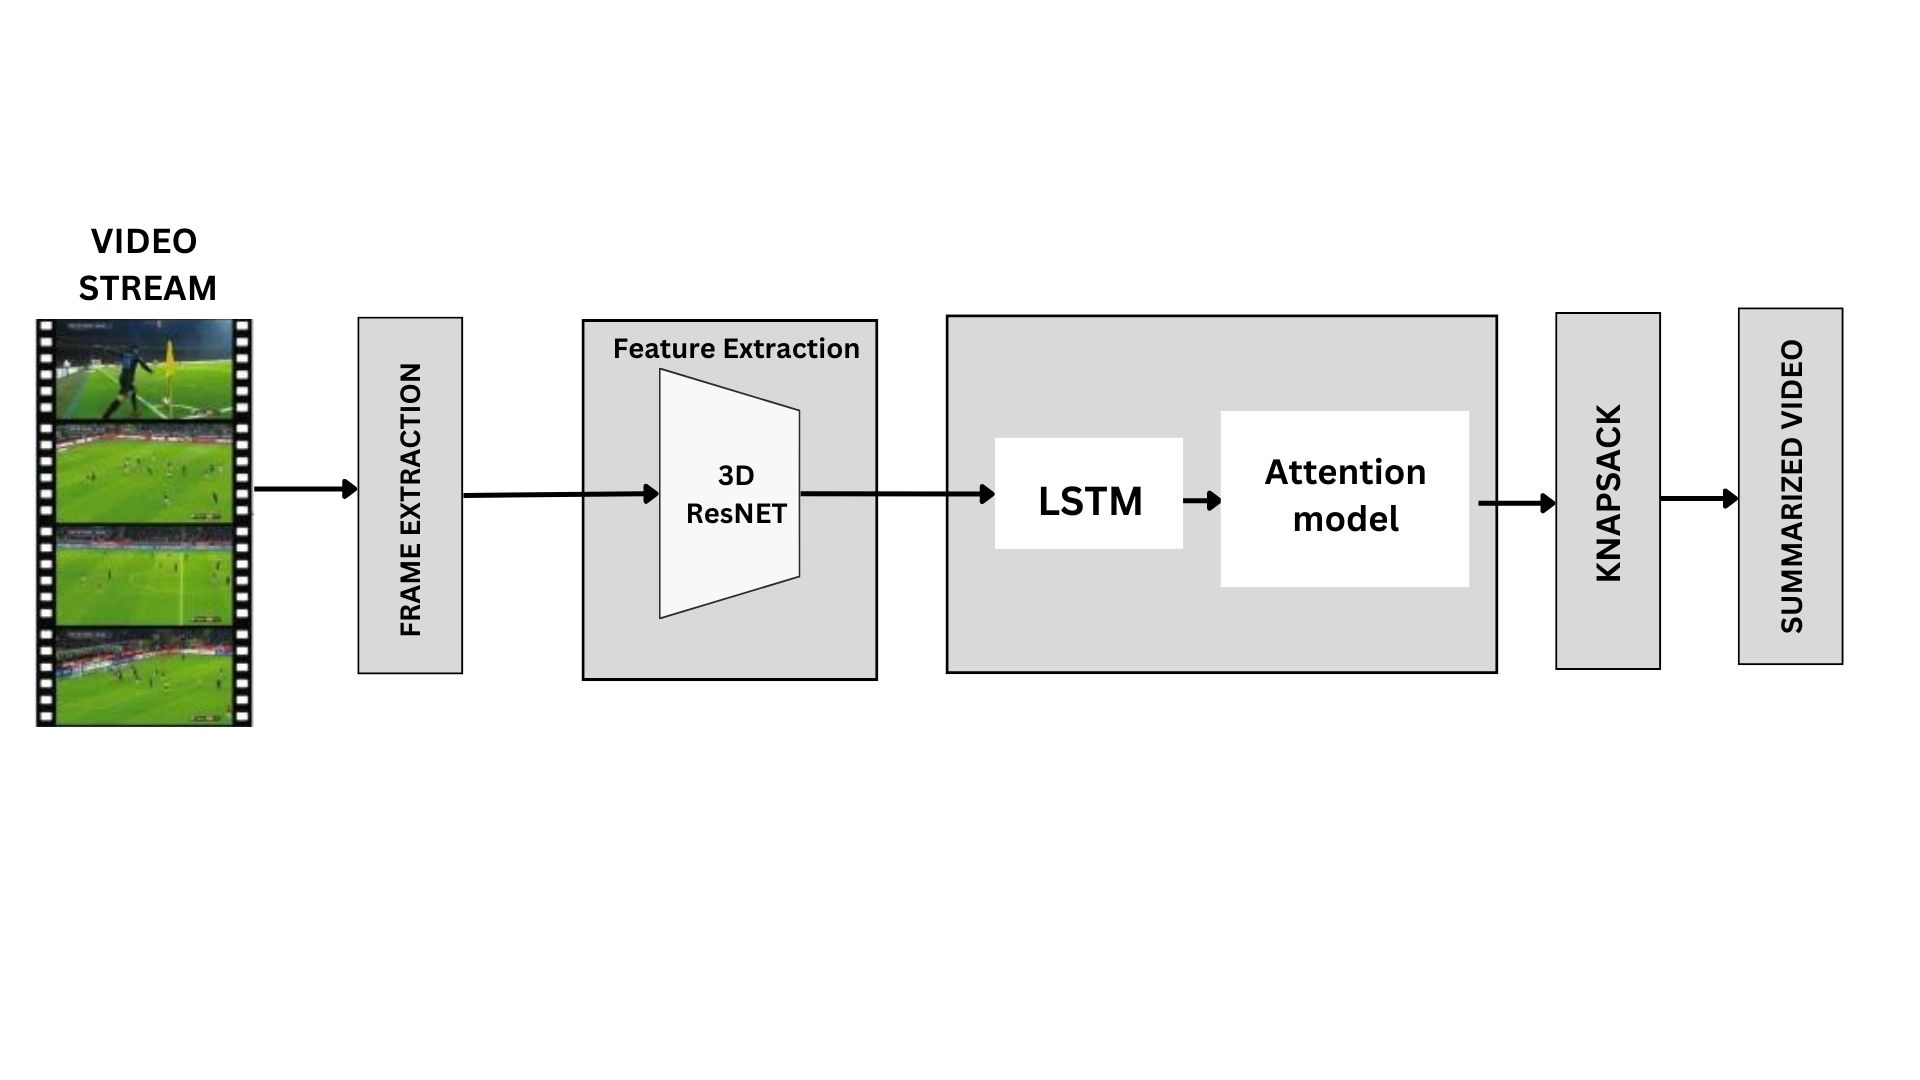 VIDEO
STREAM
FRAME EXTRACTION
Feature Extraction
3D
ResNET
LSTM
Attention
model
KNAPSACK
SUMMARIZED VIDEO